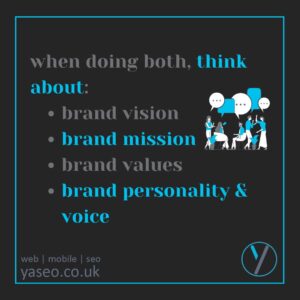 when doing both, think
about:
• brand vision
• brand mission
• brand values
• brand personality &
voice
web | mobile | seo
yaseo.co.uk